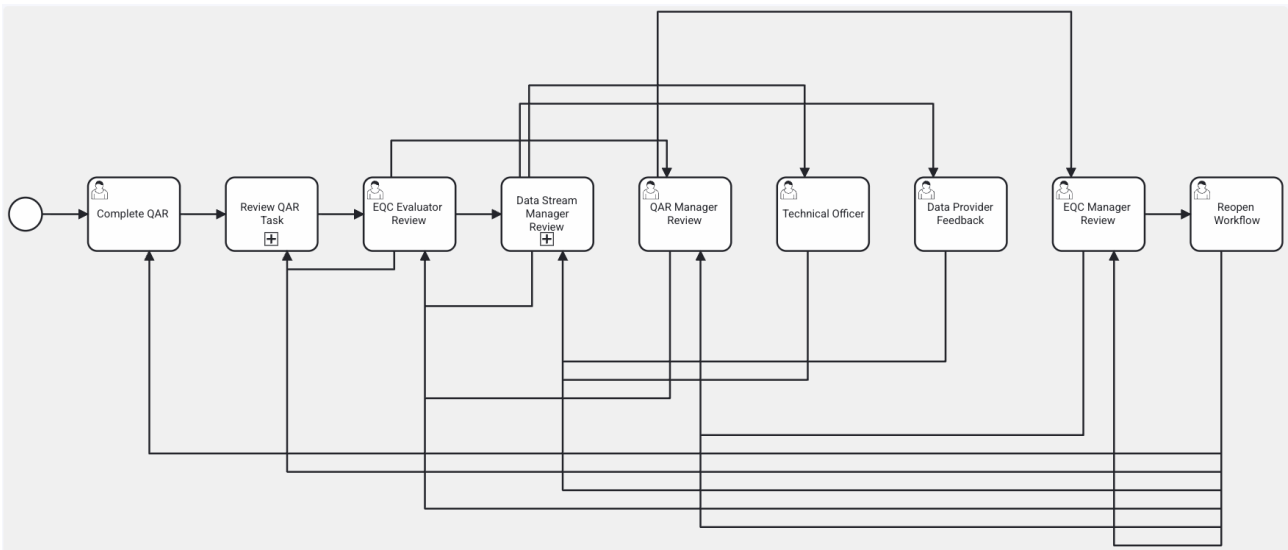 Complete QAR
Review QAR
Task
EQC Evaluator
Review
Data Stream
Manager
Review
QAR Manager
Review
Technical Officer
Data Provider
Feedback
EQC Manager
Review
Reopen
Workflow